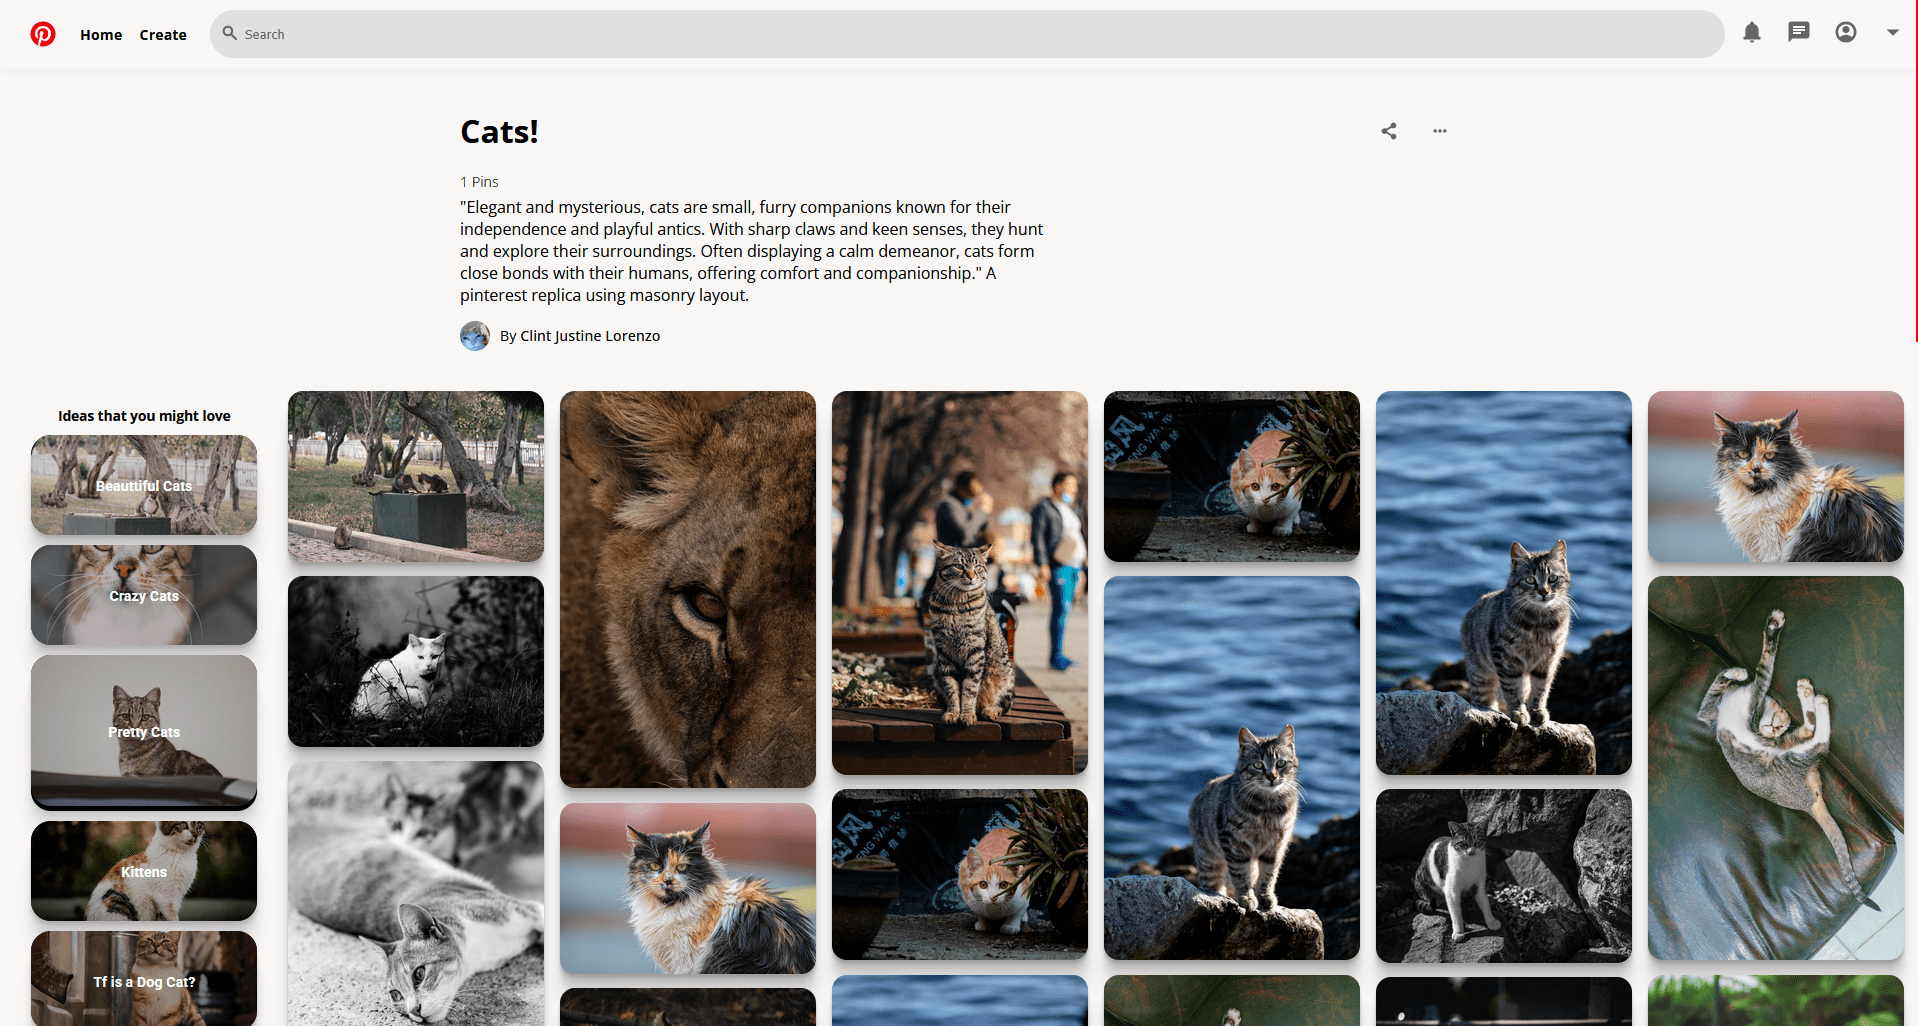 Home
Create
Search
Cats!
1 Pins
"Elegant and mysterious, cats are small, furry companions known for their
independence and playful antics. With sharp claws and keen senses, they hunt
and explore their surroundings. Often displaying a calm demeanor, cats form
close bonds with their humans, offering comfort and companionship." A
pinterest replica using masonry layout.
By Clint Justine Lorenzo
Ideas that you might love
Beauttiful Cats
Crazy Cats
Pretty Cats
Kittens
Tf is a Dog Cat?